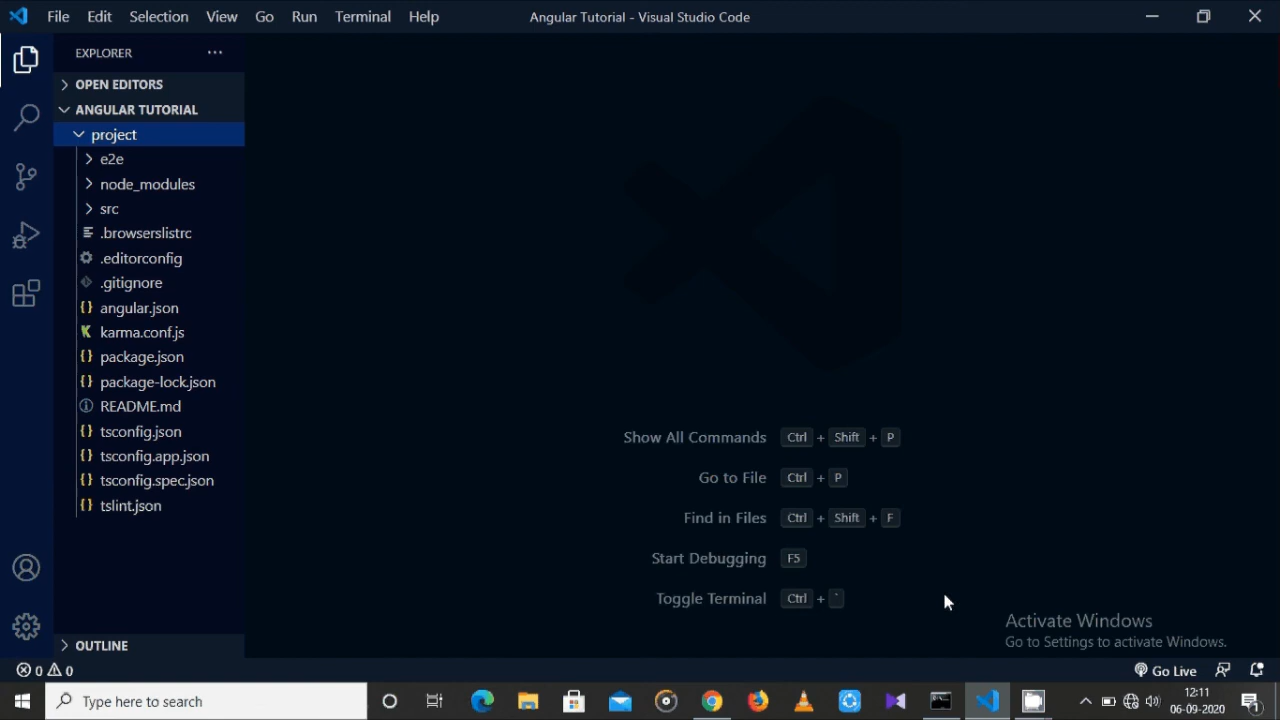 File Edit Selection View Go Run Terminal Help Angular Tutorial - Visual Studio Code
EXPLORER
OPEN EDITORS
ANGULAR TUTORIAL
project
e2e
node_modules
src
.browserslistrc
.editorconfig
.gitignore
angular.json
karma.conf.js
package.json
package-lock.json
README.md
tsconfig.json
tsconfig.app.json
tsconfig.spec.json
tslint.json
OUTLINE
Show All Commands Ctrl + Shift + P
Go to File Ctrl + P
Find in Files Ctrl + Shift + F
Start Debugging F5
Toggle Terminal Ctrl + `
Activate Windows
Go to Settings to activate Windows.
0 0 Go Live
Type here to search
12:11
06-09-2020
1